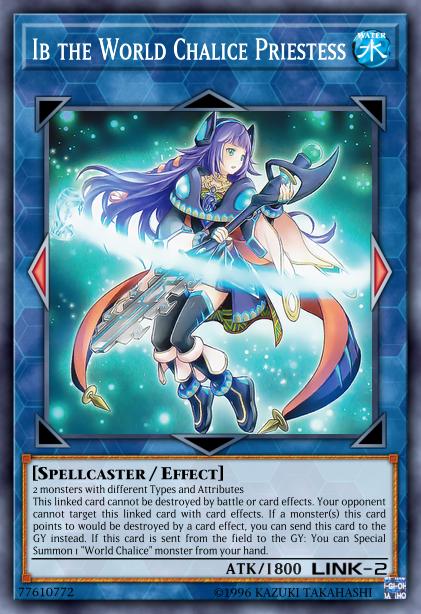 IB THE WORLD CHALICE PRIESTESS
WATER
水
[SPELLCASTER / EFFECT]
2 monsters with different Types and Attributes
This linked card cannot be destroyed by battle or card effects. Your opponent
cannot target this linked card with card effects. If a monster(s) this card
points to would be destroyed by a card effect, you can send this card to the
GY instead. If this card is sent from the field to the GY: You can Special
Summon 1 "World Chalice" monster from your hand.
ATK/1800 LINK-2
77610772
©1996 KAZUKI TAKAHASHI